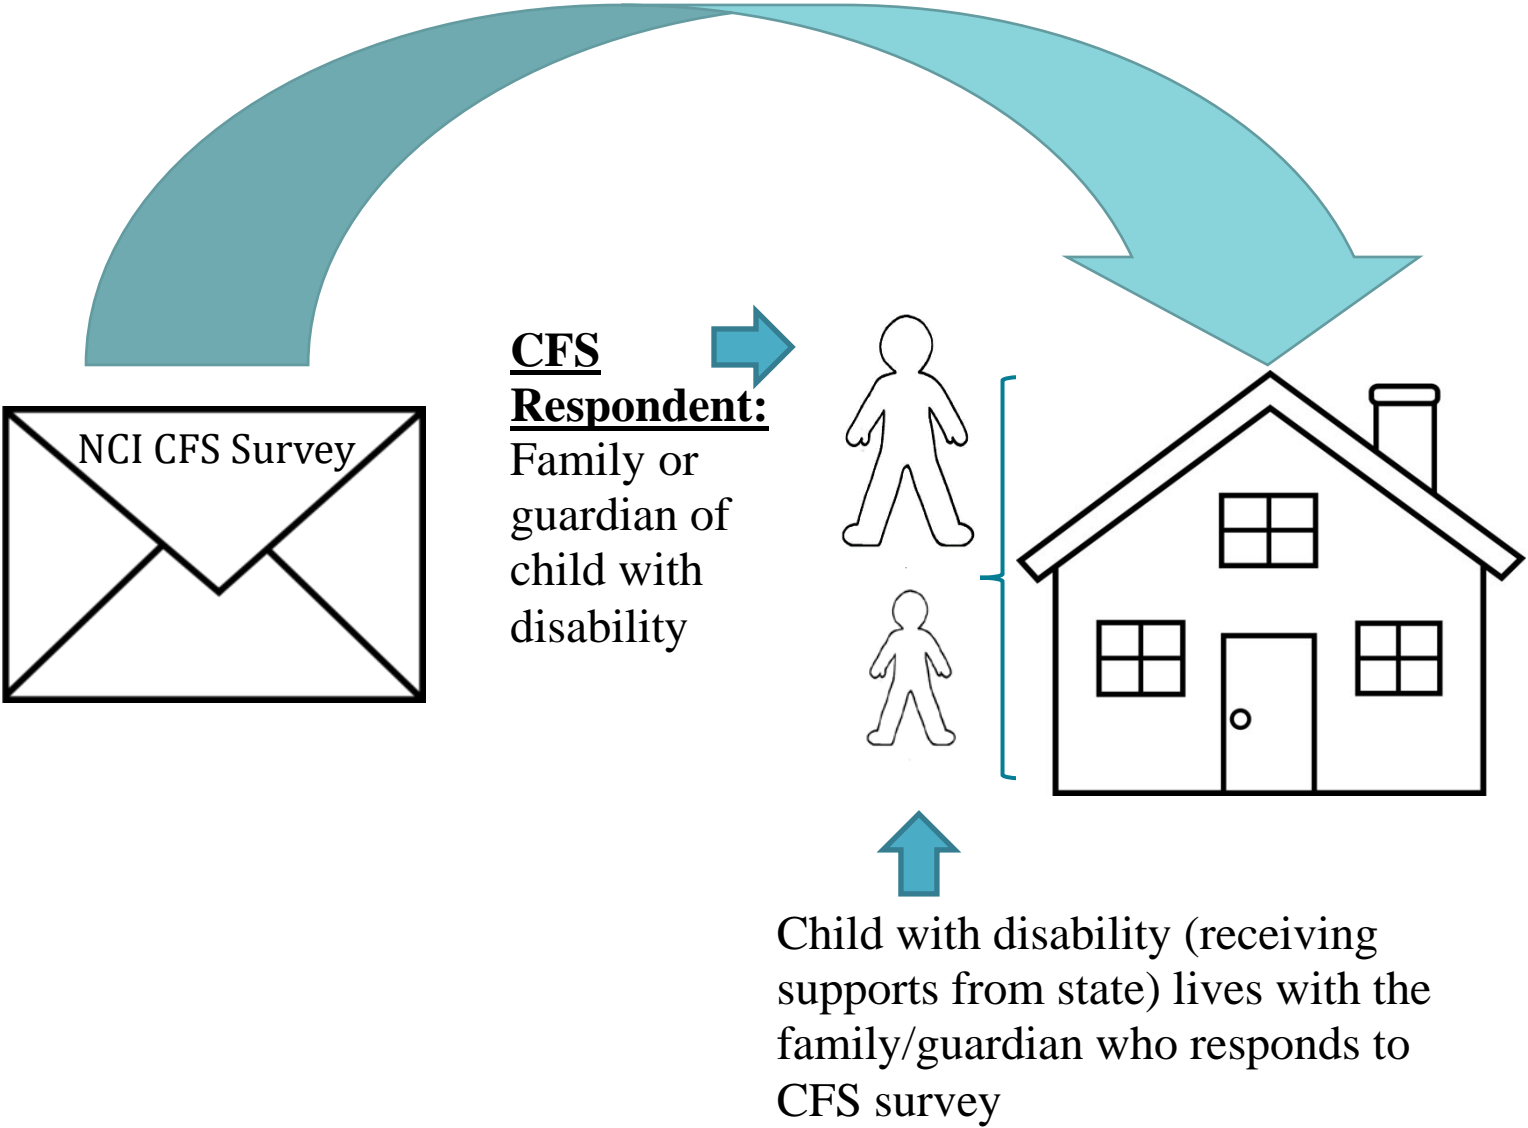 NCI CFS Survey
CFS
Respondent:
Family or
guardian of
child with
disability
Child with disability (receiving
supports from state) lives with the
family/guardian who responds to
CFS survey